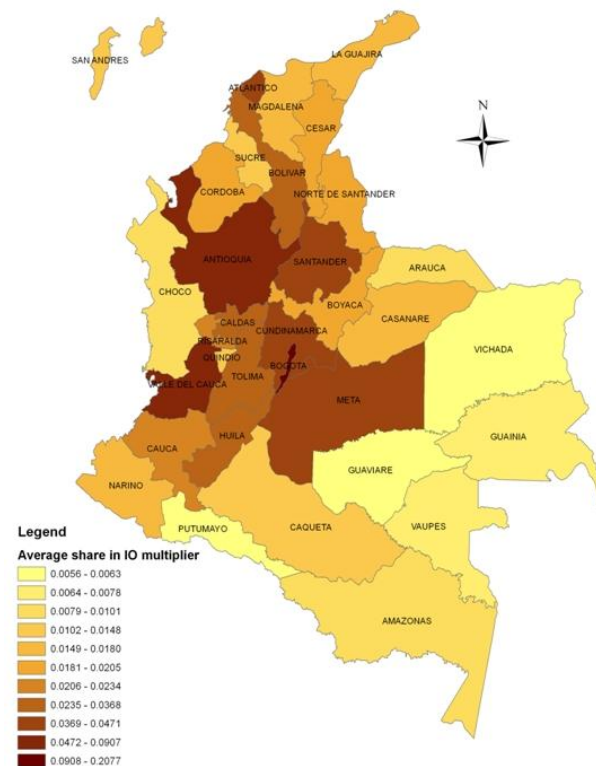 LA GUAJIRA
SAN ANDRES
ATLANTICO
MAGDALENA
N
CESAR
SUCRE
BOLIVAR
CORDOBA
NORTE DE SANTANDER
ANTIOQUIA
SANTANDER
ARAUCA
CHOCO
BOYACA
CASANARE
CALDAS
CUNDINAMARCA
RISARALDA
VICHADA
QUINDIO
BOGOTA
TOLIMA
VALLE DEL CAUCA
META
GUAINIA
HUILA
CAUCA
GUAVIARE
NARINO
VAUPES
PUTUMAYO
CAQUETA
AMAZONAS
Legend
Average share in IO multiplier
0.0056 - 0.0063
0.0064 - 0.0078
0.0079 - 0.0101
0.0102 - 0.0148
0.0149 - 0.0180
0.0181 - 0.0205
0.0206 - 0.0234
0.0235 - 0.0368
0.0369 - 0.0471
0.0472 - 0.0907
0.0908 - 0.2077